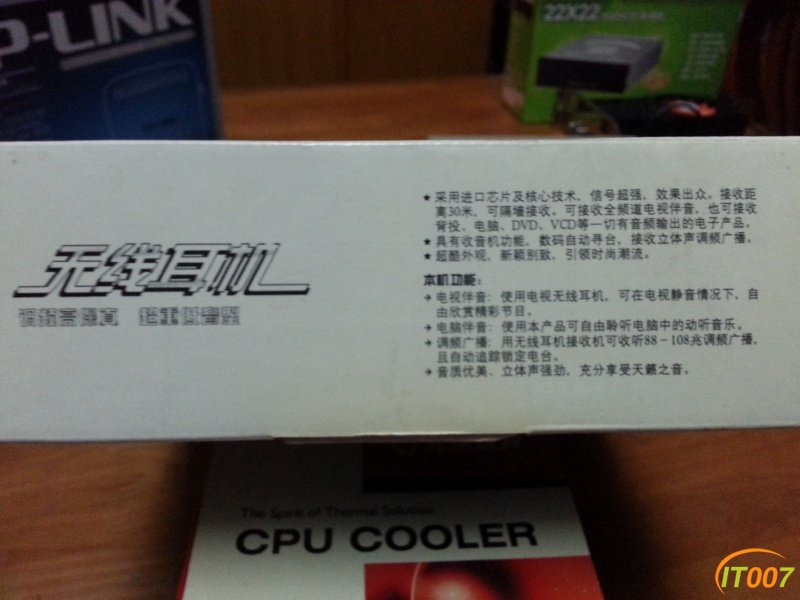 P-LINK
22X22
★ 采用进口芯片及核心技术、信号超强、效果出众。接收距
离30米，可隔墙接收。可接收全频道电视伴音，也可接收
背投、电脑、DVD、VCD等一切有音频输出的电子产品。
★ 具有收音机功能，数码自动寻台，接收立体声调频广播。
★ 超酷外观，新颖别致，引领时尚潮流。
无线耳机
调频高保真 超重低音
本机功能：
→ 电视伴音：使用电视无线耳机，可在电视静音情况下，自
由欣赏精彩节目。
→ 电脑伴音：使用本产品可自由聆听电脑中的动听音乐。
→ 调频广播：用无线耳机接收机可收听88－108兆调频广播、
且自动追踪锁定电台。
→ 音质优美、立体声强劲、充分享受天籁之音。
The Spirit of Thermal Solution
CPU COOLER
IT007